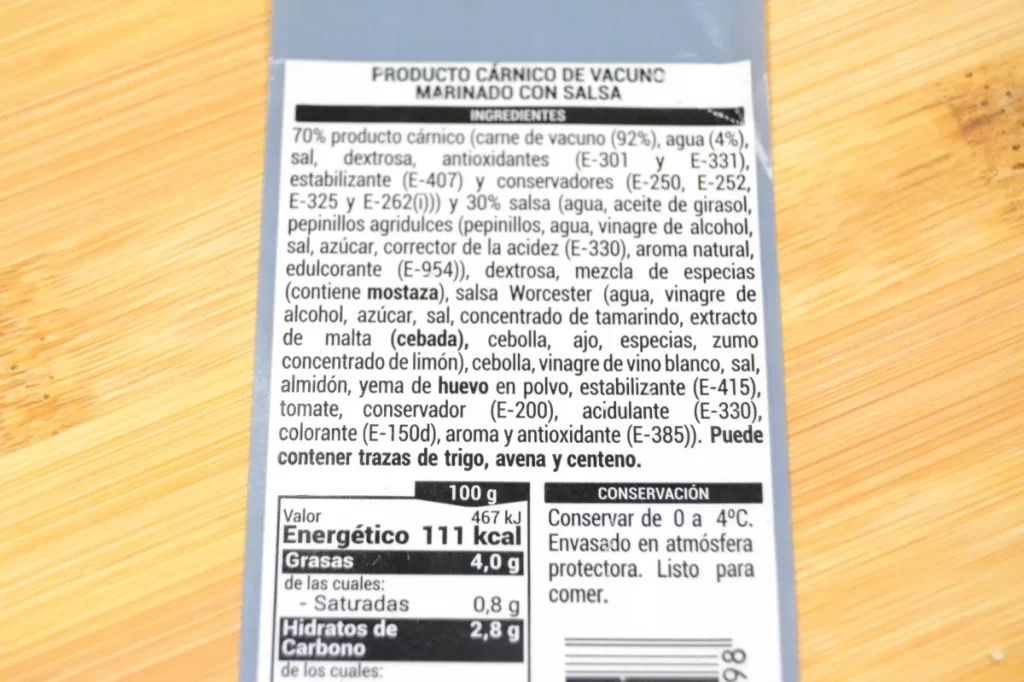 PRODUCTO CÁRNICO DE VACUNO
MARINADO CON SALSA
INGREDIENTES
70% producto cárnico (carne de vacuno (92%), agua (4%),
sal, dextrosa, antioxidantes (E-301 y E-331),
estabilizante (E-407) y conservadores (E-250, E-252,
E-325 y E-262(i))) y 30% salsa (agua, aceite de girasol,
pepinillos agridulces (pepinillos, agua, vinagre de alcohol,
sal, azúcar, corrector de la acidez (E-330), aroma natural,
edulcorante (E-954)), dextrosa, mezcla de especias
(contiene mostaza), salsa Worcester (agua, vinagre de
alcohol, azúcar, sal, concentrado de tamarindo, extracto
de malta (cebada), cebolla, ajo, especias, zumo
concentrado de limón), cebolla, vinagre de vino blanco, sal,
almidón, yema de huevo en polvo, estabilizante (E-415),
tomate, conservador (E-200), acidulante (E-330),
colorante (E-150d), aroma y antioxidante (E-385)). Puede
contener trazas de trigo, avena y centeno.
100 g
Valor 467 kJ
Energético 111 kcal
Grasas 4,0 g
de las cuales:
- Saturadas 0,8 g
Hidratos de 2,8 g
Carbono
de los cuales:
CONSERVACIÓN
Conservar de 0 a 4ºC.
Envasado en atmósfera
protectora. Listo para
comer.
98